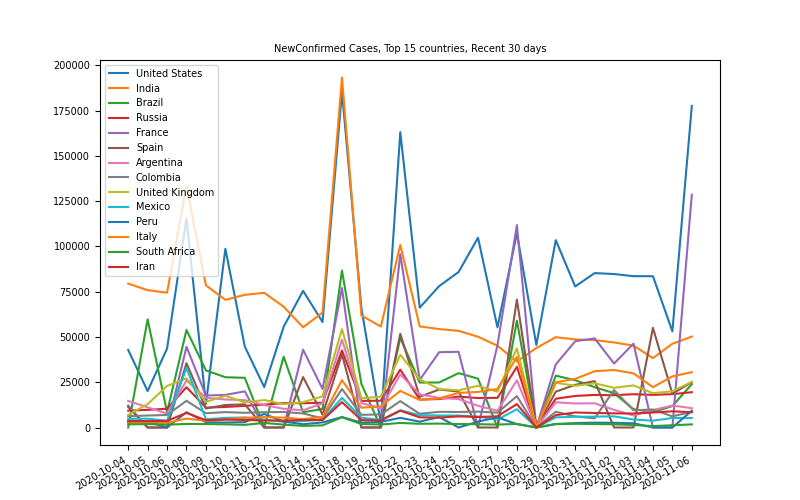 NewConfirmed Cases, Top 15 countries, Recent 30 days
200000
175000
150000
125000
100000
75000
50000
25000
0
United States
India
Brazil
Russia
France
Spain
Argentina
Colombia
United Kingdom
Mexico
Peru
Italy
South Africa
Iran
2020-10-04
2020-10-05
2020-10-06
2020-10-08
2020-10-09
2020-10-10
2020-10-11
2020-10-12
2020-10-13
2020-10-14
2020-10-15
2020-10-18
2020-10-19
2020-10-20
2020-10-22
2020-10-23
2020-10-24
2020-10-25
2020-10-26
2020-10-27
2020-10-28
2020-10-29
2020-10-30
2020-10-31
2020-11-01
2020-11-02
2020-11-03
2020-11-04
2020-11-05
2020-11-06